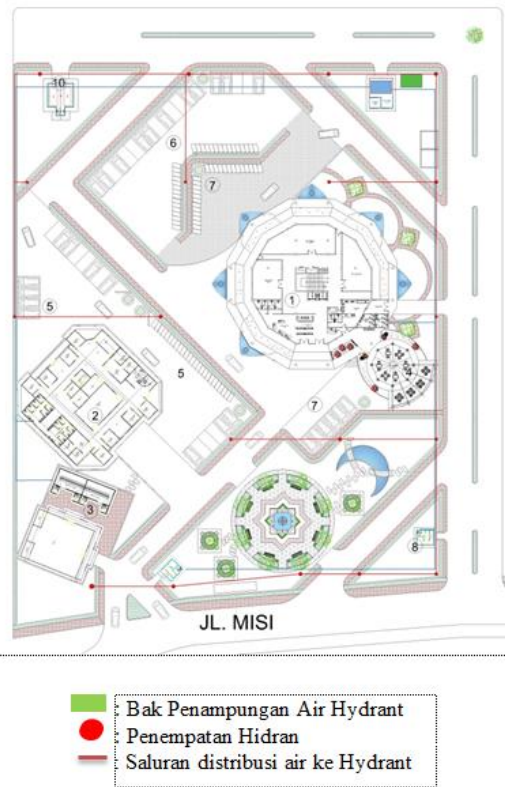 10
6
7
1
5
5
4
2
7
3
8
JL. MISI
: Bak Penampungan Air Hydrant
: Penempatan Hidran
: Saluran distribusi air ke Hydrant